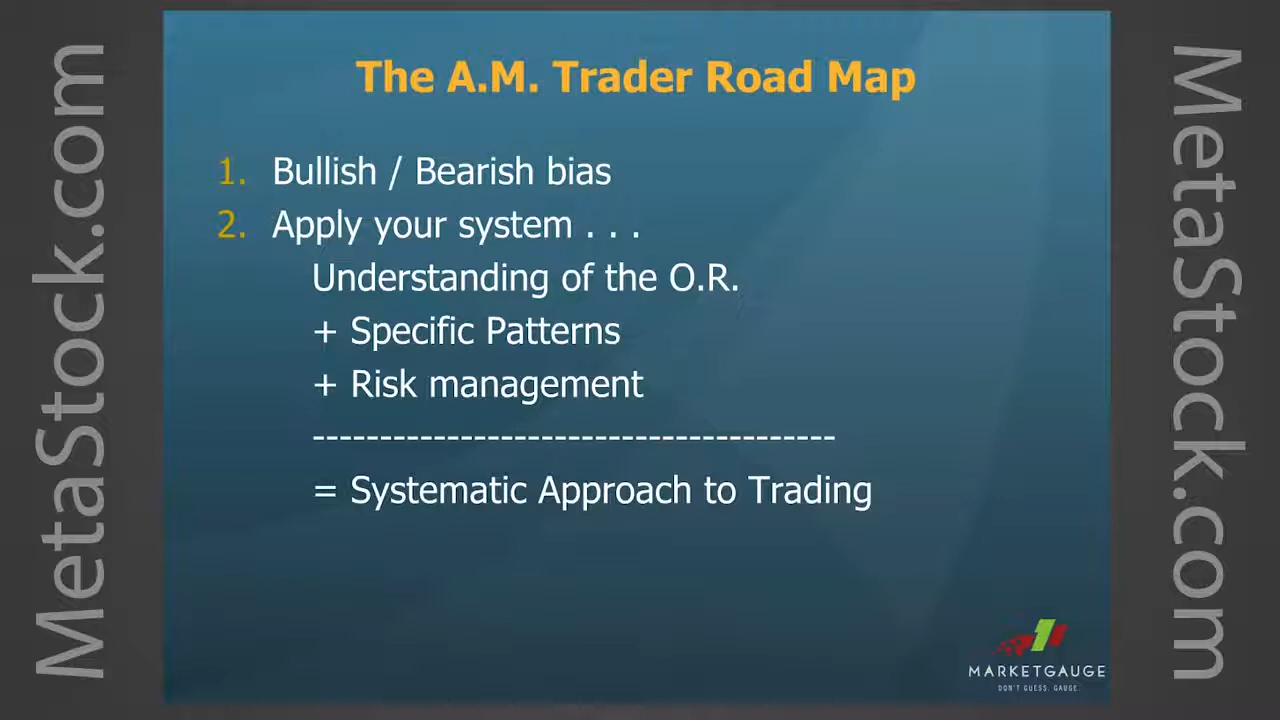 The A.M. Trader Road Map
1. Bullish / Bearish bias
2. Apply your system . . .
Understanding of the O.R.
+ Specific Patterns
+ Risk management
---------------------------------------
= Systematic Approach to Trading
MetaStock.com
MetaStock.com
MARKETGAUGE
DON'T GUESS. GAUGE.